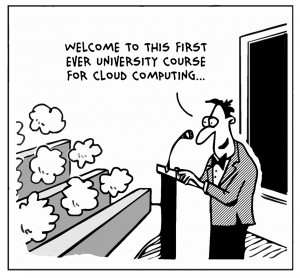 WELCOME TO THIS FIRST
EVER UNIVERSITY COURSE
FOR CLOUD COMPUTING...